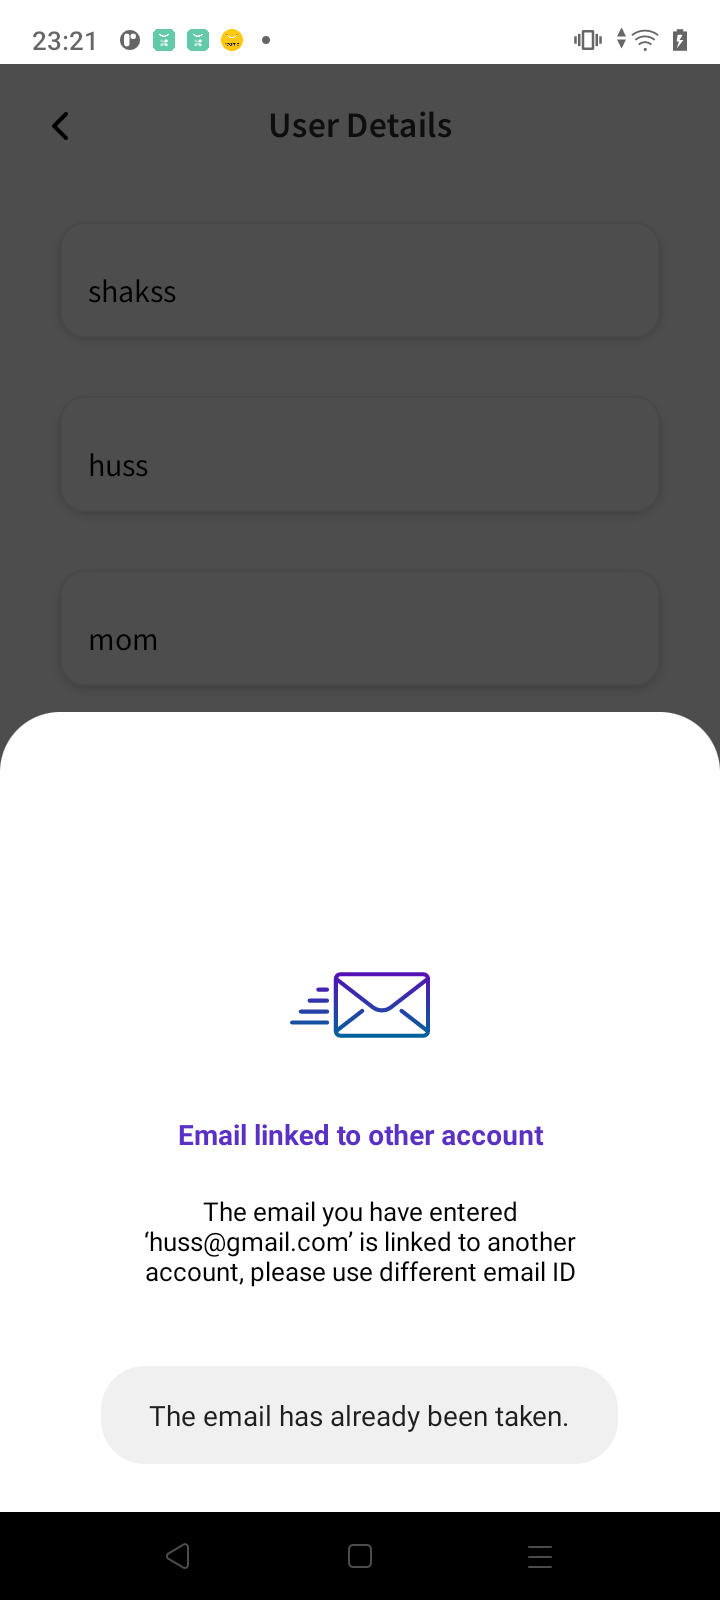 23:21
User Details
shakss
huss
mom
Email linked to other account
The email you have entered
‘huss@gmail.com’ is linked to another
account, please use different email ID
The email has already been taken.